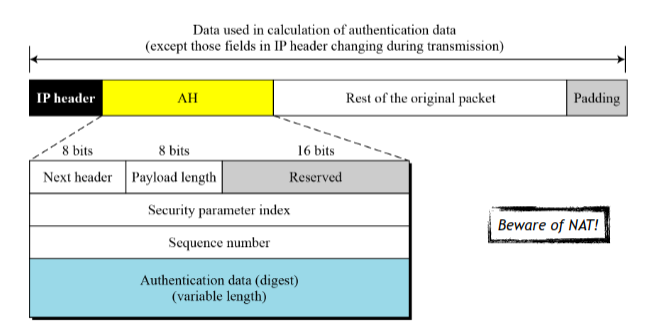 Data used in calculation of authentication data
(except those fields in IP header changing during transmission)
IP header
AH
Rest of the original packet
Padding
8 bits
8 bits
16 bits
Next header
Payload length
Reserved
Security parameter index
Sequence number
Beware of NAT!
Authentication data (digest)
(variable length)